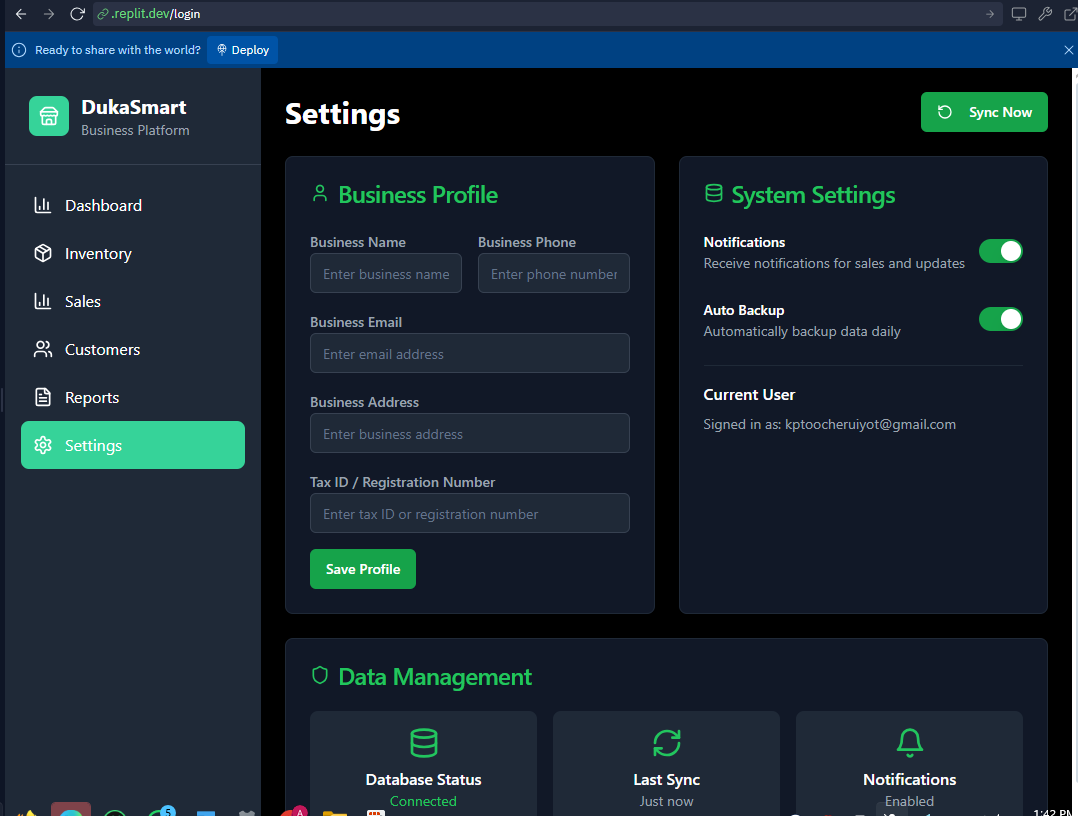 .replit.dev/login
Ready to share with the world? Deploy
DukaSmart
Business Platform
Dashboard
Inventory
Sales
Customers
Reports
Settings
Settings
Sync Now
Business Profile
Business Name
Business Phone
Enter business name
Enter phone number
Business Email
Enter email address
Business Address
Enter business address
Tax ID / Registration Number
Enter tax ID or registration number
Save Profile
System Settings
Notifications
Receive notifications for sales and updates
Auto Backup
Automatically backup data daily
Current User
Signed in as: kptoocheruiyot@gmail.com
Data Management
Database Status
Connected
Last Sync
Just now
Notifications
Enabled
5
A
1:42 PM